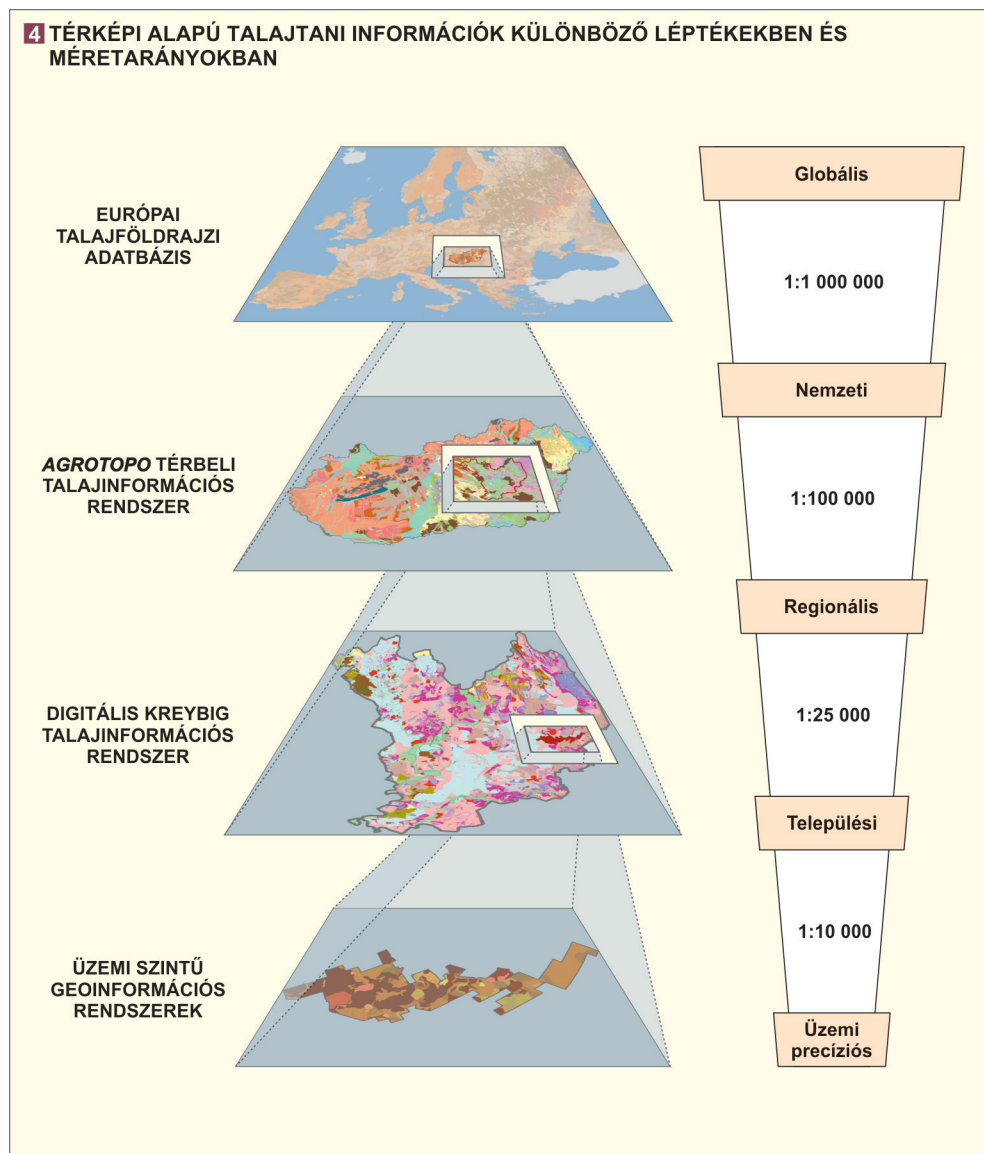 4 TÉRKÉPI ALAPÚ TALAJTANI INFORMÁCIÓK KÜLÖNBÖZŐ LÉPTÉKEKBEN ÉS
MÉRETARÁNYOKBAN
EURÓPAI
TALAJFÖLDRAJZI
ADATBÁZIS
AGROTOPO TÉRBELI
TALAJINFORMÁCIÓS
RENDSZER
DIGITÁLIS KREYBIG
TALAJINFORMÁCIÓS
RENDSZER
ÜZEMI SZINTŰ
GEOINFORMÁCIÓS
RENDSZEREK
Globális
1:1 000 000
Nemzeti
1:100 000
Regionális
1:25 000
Települési
1:10 000
Üzemi
precíziós